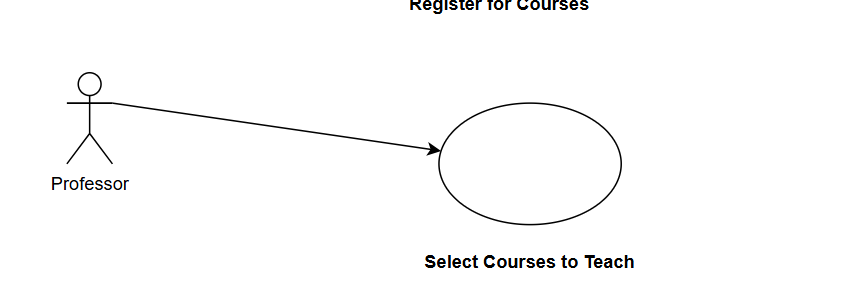 Register for Courses
Professor
Select Courses to Teach